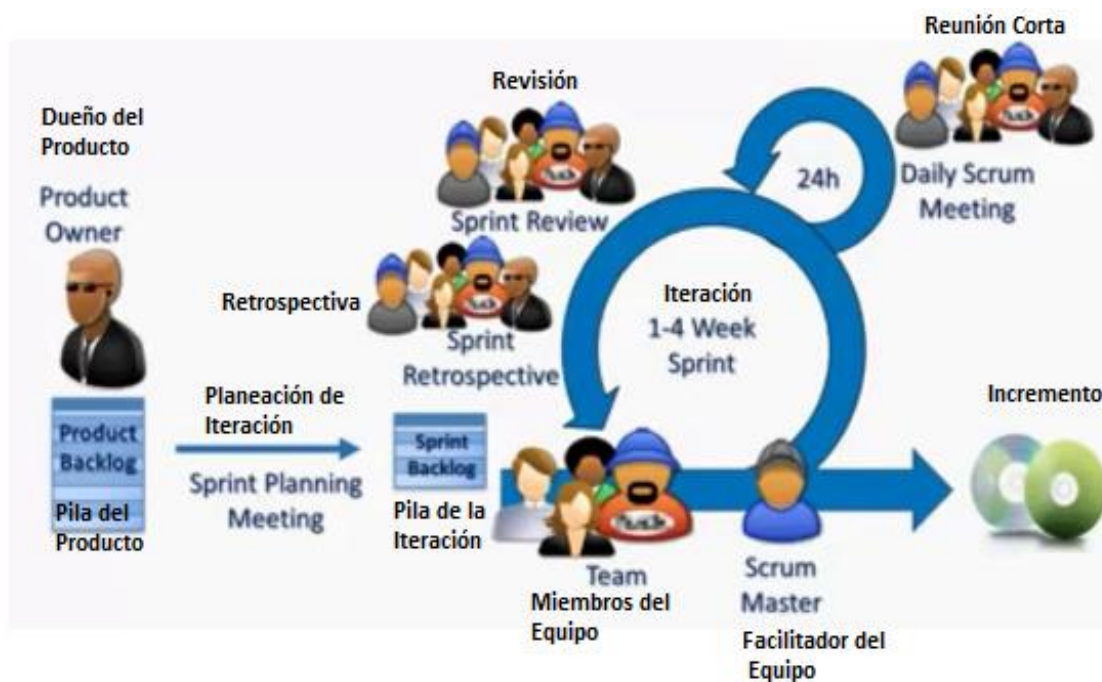 Reunión Corta
Revisión
Dueño del
Producto
Product
Owner
Sprint Review
24h
Daily Scrum
Meeting
Retrospectiva
Sprint
Retrospective
Iteración
1-4 Week
Sprint
Planeación de
Iteración
Incremento
Product
Backlog
Sprint
Backlog
Sprint Planning
Meeting
Pila del
Producto
Pila de la
Iteración
Team
Miembros del
Equipo
Scrum
Master
Facilitador del
Equipo